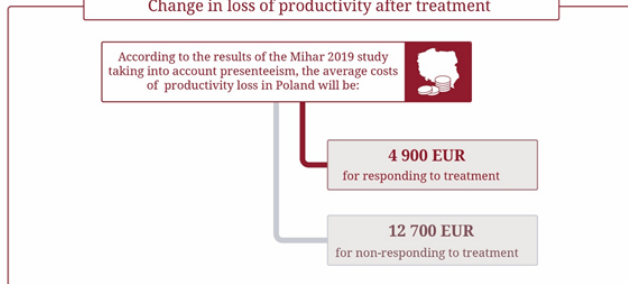 Change in loss of productivity after treatment
According to the results of the Mihar 2019 study
taking into account presenteeism, the average costs
of productivity loss in Poland will be:
4 900 EUR
for responding to treatment
12 700 EUR
for non-responding to treatment